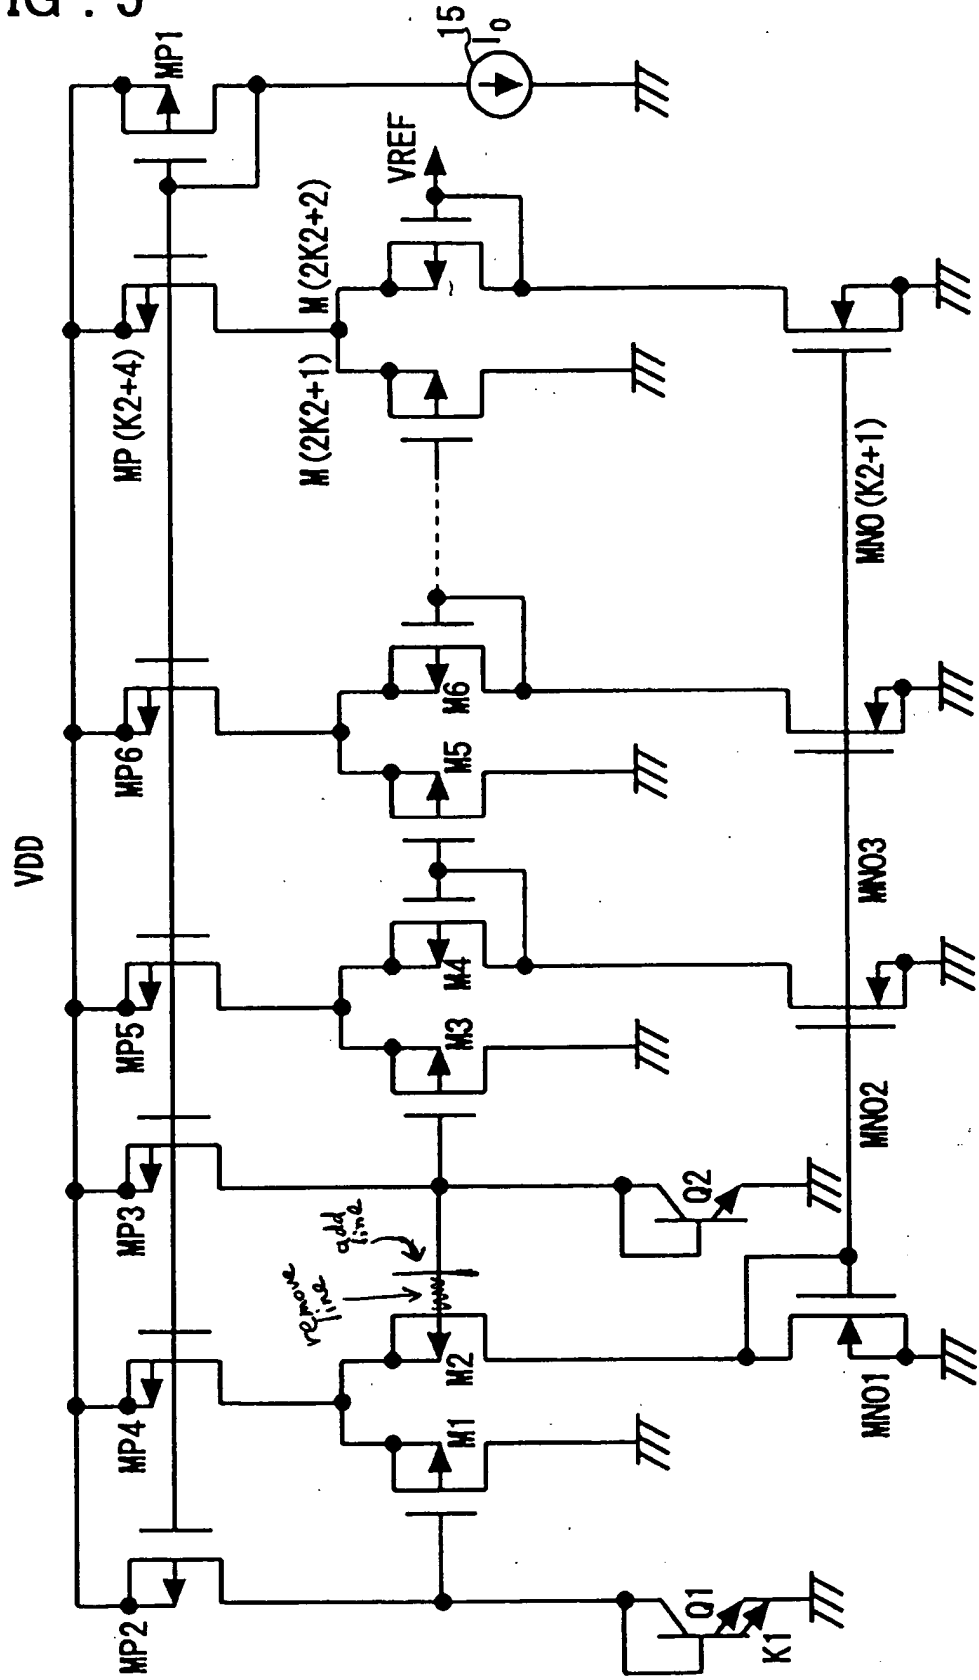 FIG . 5
VDD
MP2
MP4
MP3
MP5
MP6
MP (K2+4)
MP1
remove
line
add
line
M1
M2
M3
M4
M5
M6
M (2K2+1)
M (2K2+2)
VREF
15
I0
Q1
K1
Q2
MN01
MN02
MN03
MN0 (K2+1)